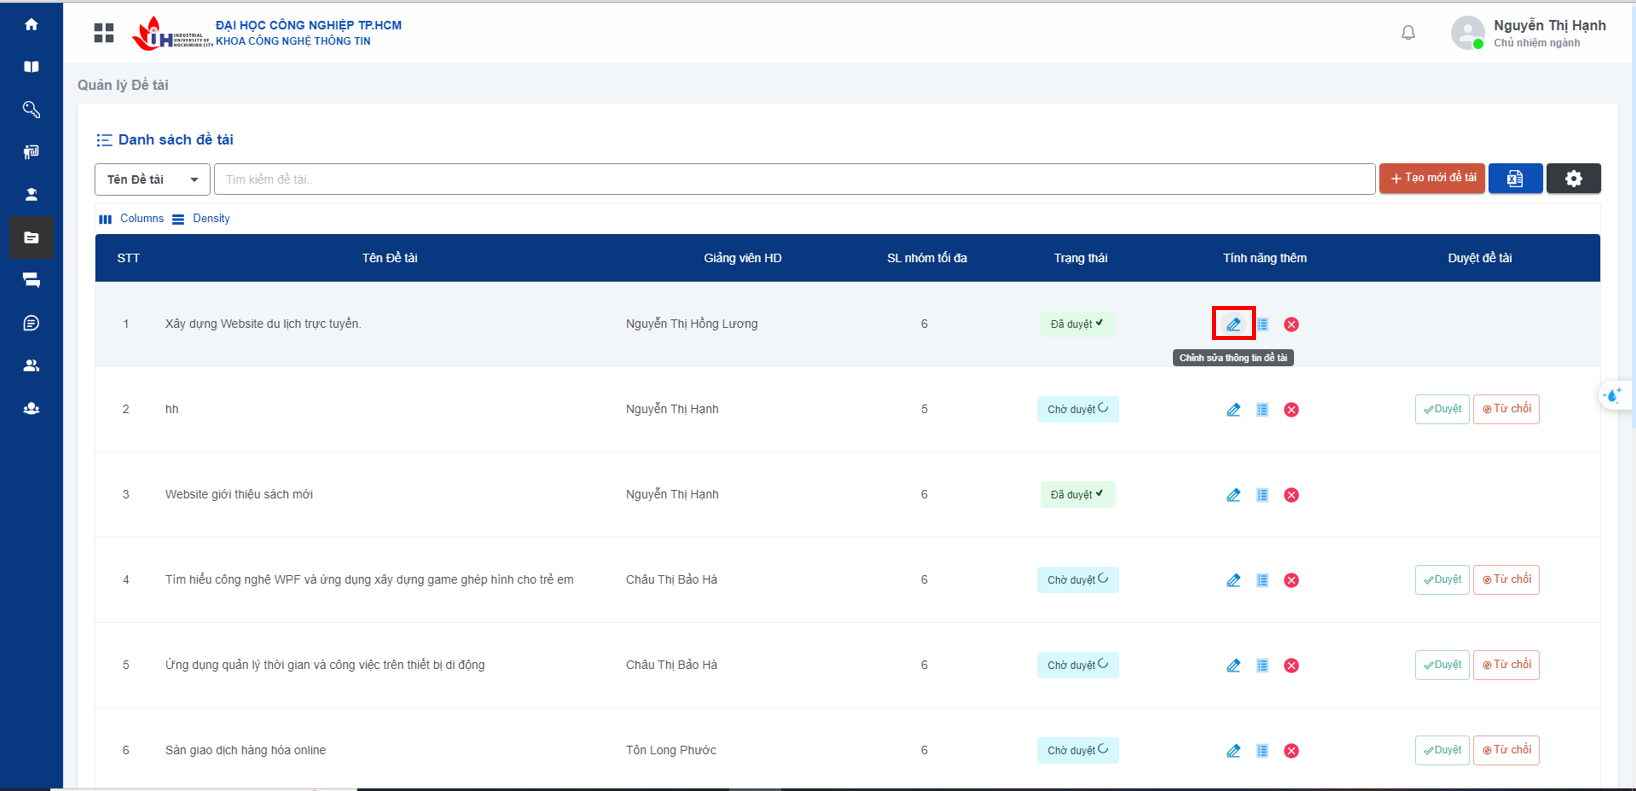 ĐẠI HỌC CÔNG NGHIỆP TP.HCM
INDUSTRIAL
UNIVERSITY OF
HOCHIMINH CITY
KHOA CÔNG NGHỆ THÔNG TIN
Nguyễn Thị Hạnh
Chủ nhiệm ngành
Quản lý Đề tài
Danh sách đề tài
Tên Đề tài
Tìm kiếm đề tài..
+ Tạo mới đề tài
Columns Density
STT Tên Đề tài Giảng viên HD SL nhóm tối đa Trạng thái Tính năng thêm Duyệt đề tài
1 Xây dựng Website du lịch trực tuyến. Nguyễn Thị Hồng Lương 6 Đã duyệt
Chỉnh sửa thông tin đề tài
2 hh Nguyễn Thị Hạnh 5 Chờ duyệt Duyệt Từ chối
3 Website giới thiệu sách mới Nguyễn Thị Hạnh 6 Đã duyệt
4 Tìm hiểu công nghệ WPF và ứng dụng xây dựng game ghép hình cho trẻ em Châu Thị Bảo Hà 6 Chờ duyệt Duyệt Từ chối
5 Ứng dụng quản lý thời gian và công việc trên thiết bị di động Châu Thị Bảo Hà 6 Chờ duyệt Duyệt Từ chối
6 Sàn giao dịch hàng hóa online Tôn Long Phước 6 Chờ duyệt Duyệt Từ chối